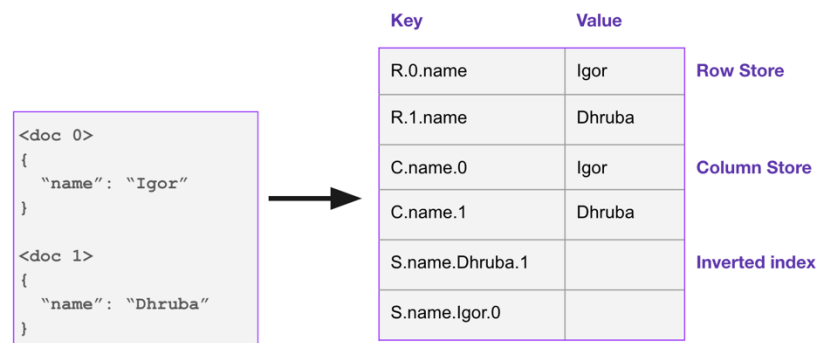 Key Value
R.0.name Igor Row Store
R.1.name Dhruba
C.name.0 Igor Column Store
C.name.1 Dhruba
S.name.Dhruba.1 Inverted index
S.name.Igor.0
<doc 0>
{
“name”: “Igor”
}
<doc 1>
{
“name”: “Dhruba”
}